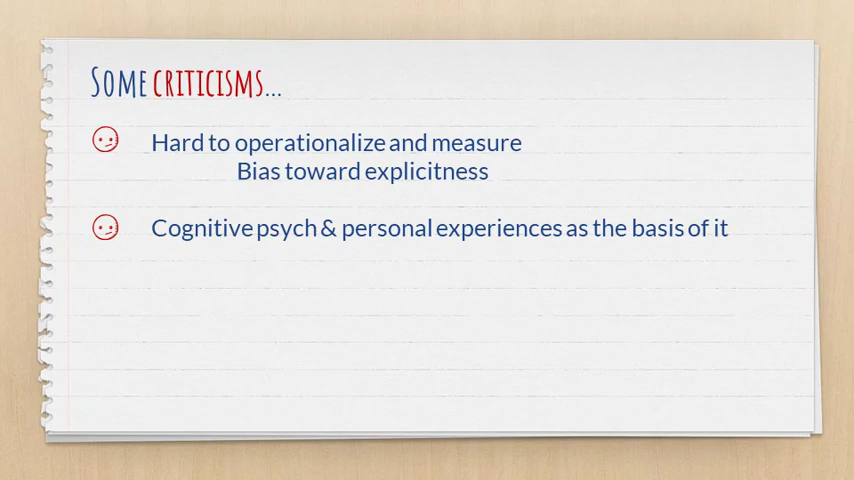 Some criticisms...
Hard to operationalize and measure
Bias toward explicitness
Cognitive psych & personal experiences as the basis of it